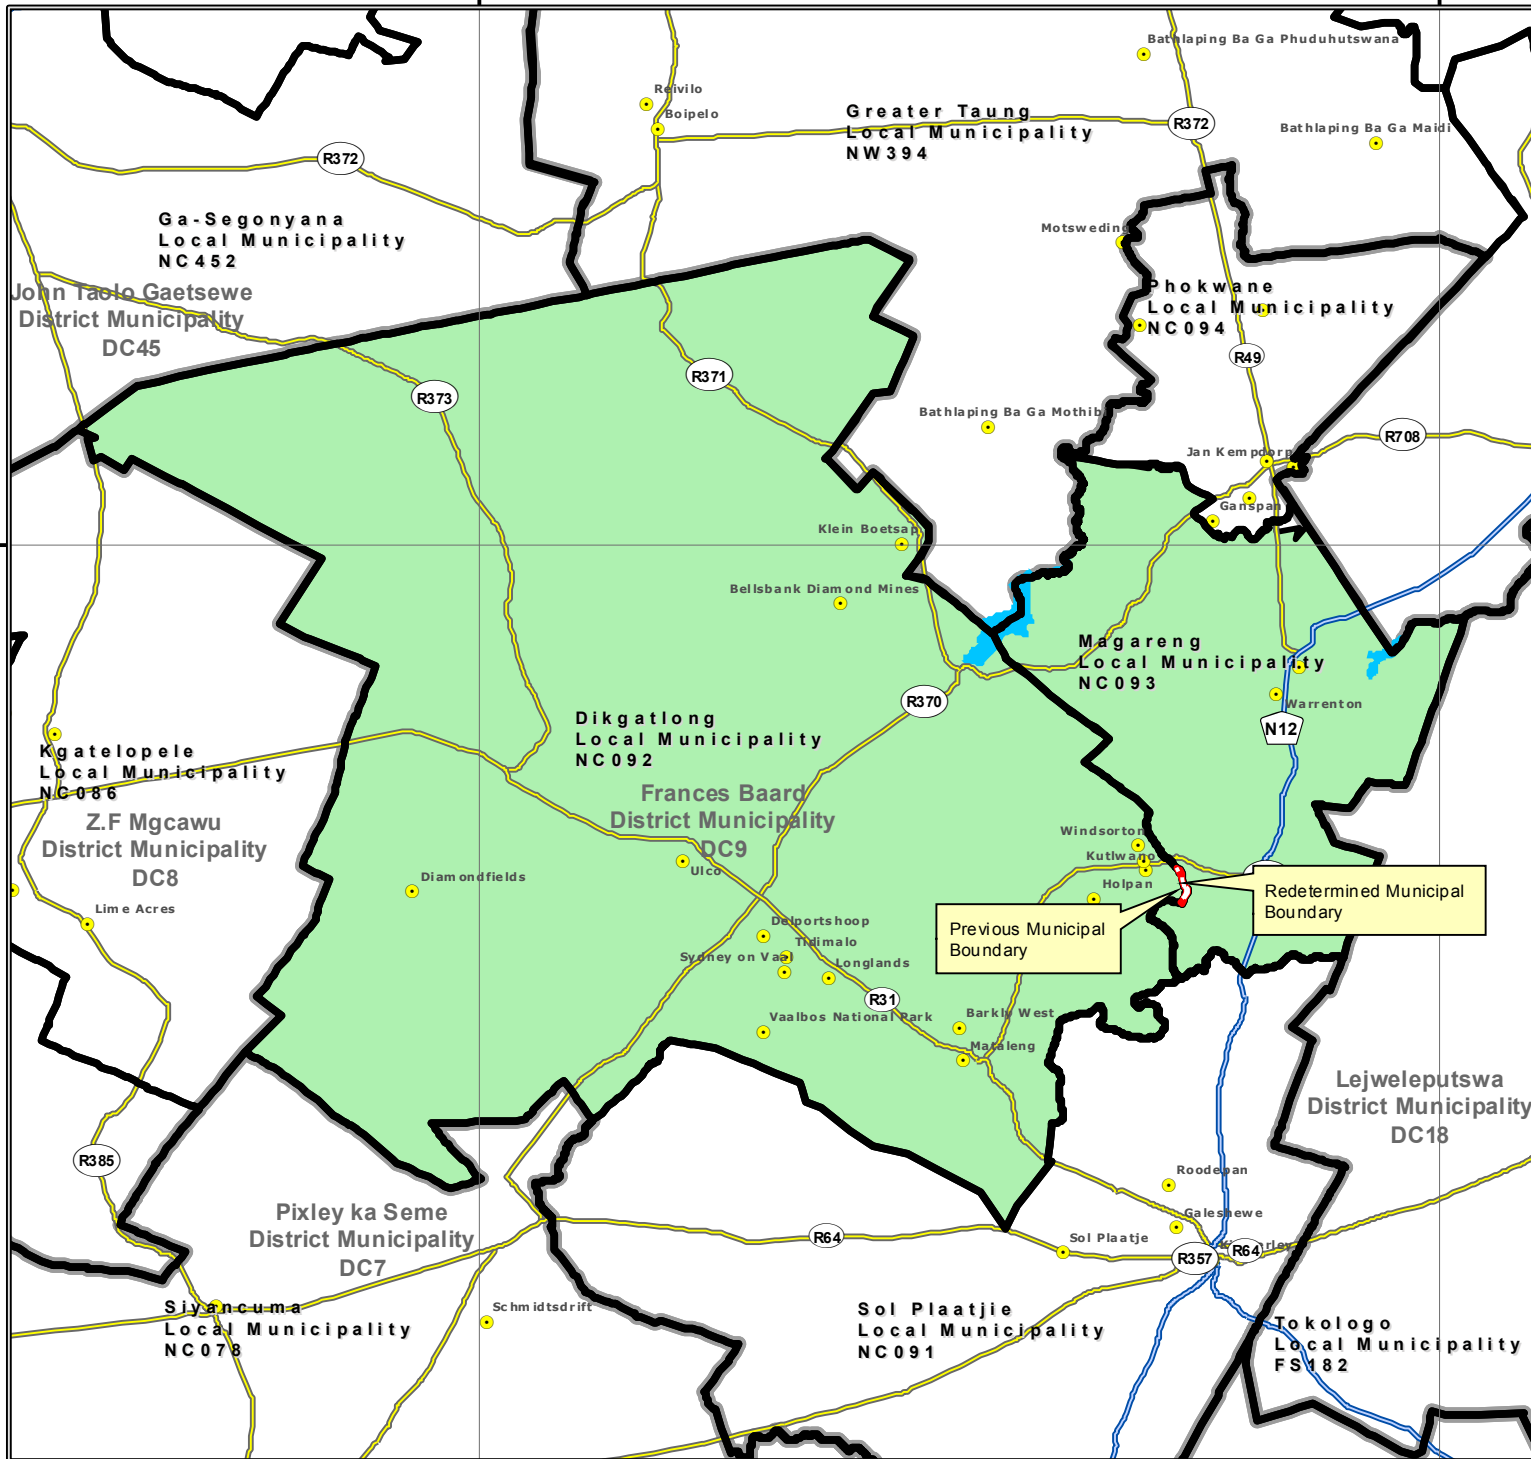 Bathlaping Ba Ga Phuduhutswana
Reivilo
Boipelo
Greater Taung
Local Municipality
NW394
R372
Bathlaping Ba Ga Maidi
R372
Ga-Segonyana
Local Municipality
NC452
Motsweding
John Taolo Gaetsewe
District Municipality
DC45
Phokwane
Local Municipality
NC094
R49
R371
R373
Bathlaping Ba Ga Mothib
R708
Jan Kempdorp
Ganspan
Klein Boetsap
Bellsbank Diamond Mines
Magareng
Local Municipality
NC093
R370
Warrenton
N12
Dikgatlong
Local Municipality
NC092
Kgatelopele
Local Municipality
NC086
Frances Baard
District Municipality
DC9
Z.F Mgcawu
District Municipality
DC8
Windsorton
Kutlwano
Ulco
Diamondfields
Holpan
Redetermined Municipal
Boundary
Lime Acres
Previous Municipal
Boundary
Delportshoop
Tidimalo
Sydney on Vaal
Longlands
R31
Vaalbos National Park
Barkly West
Mataleng
Lejweleputswa
District Municipality
DC18
R385
Roodepan
Pixley ka Seme
District Municipality
DC7
Galeshewe
R64
Sol Plaatje
R357
R64
Siyancuma
Local Municipality
NC078
Schmidtsdrift
Sol Plaatjie
Local Municipality
NC091
Tokologo
Local Municipality
FS182